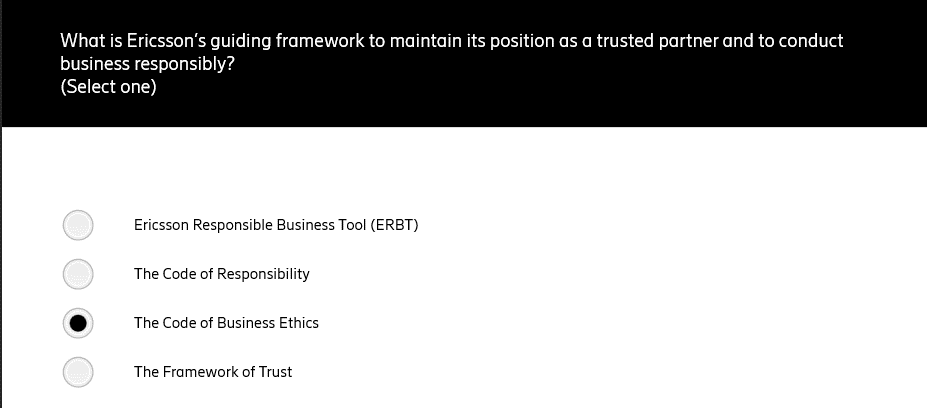 What is Ericsson's guiding framework to maintain its position as a trusted partner and to conduct
business responsibly?
(Select one)
Ericsson Responsible Business Tool (ERBT)
The Code of Responsibility
The Code of Business Ethics
The Framework of Trust